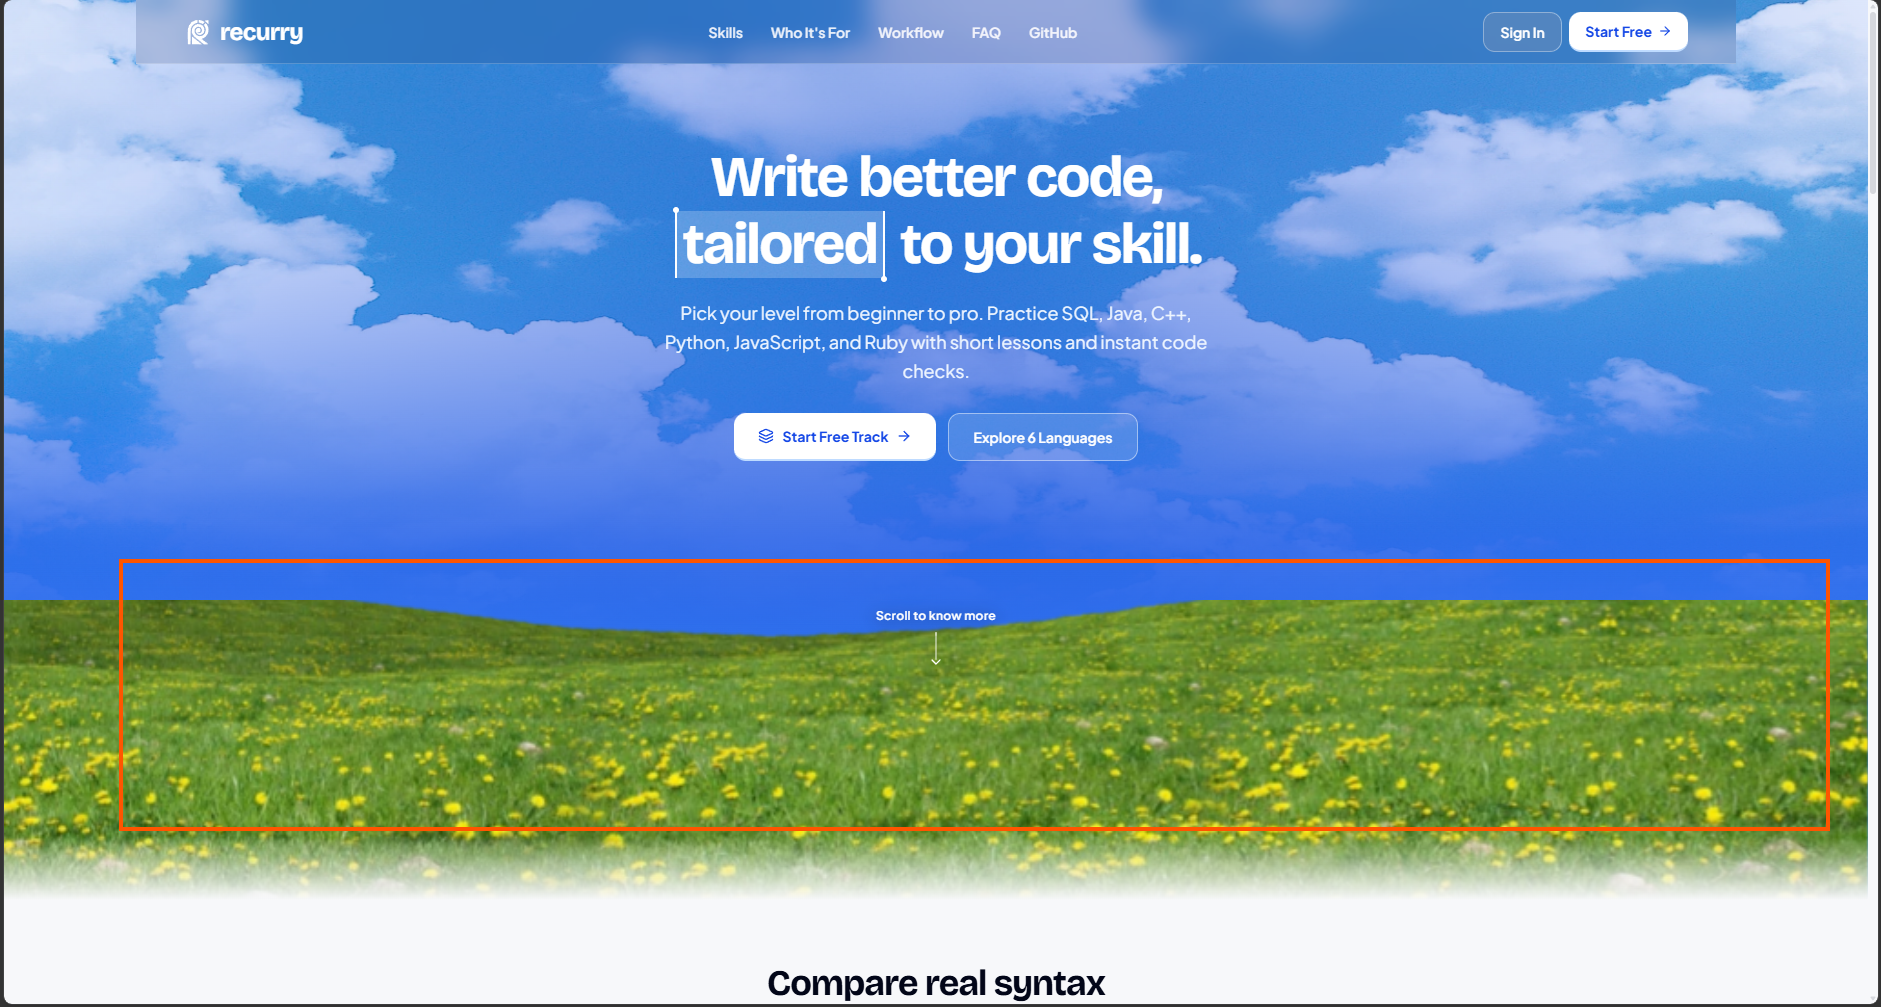 recurry
Skills
Who It's For
Workflow
FAQ
GitHub
Sign In
Start Free
Write better code,
tailored to your skill.
Pick your level from beginner to pro. Practice SQL, Java, C++,
Python, JavaScript, and Ruby with short lessons and instant code
checks.
Start Free Track
Explore 6 Languages
Scroll to know more
Compare real syntax